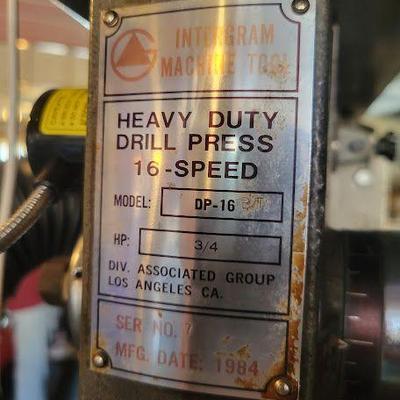 INTERGRAM
MACHINE TOOL
HEAVY DUTY
DRILL PRESS
16-SPEED
MODEL: DP-16
HP: 3/4
DIV. ASSOCIATED GROUP
LOS ANGELES CA.
SER NO. 7
MFG. DATE: 1984